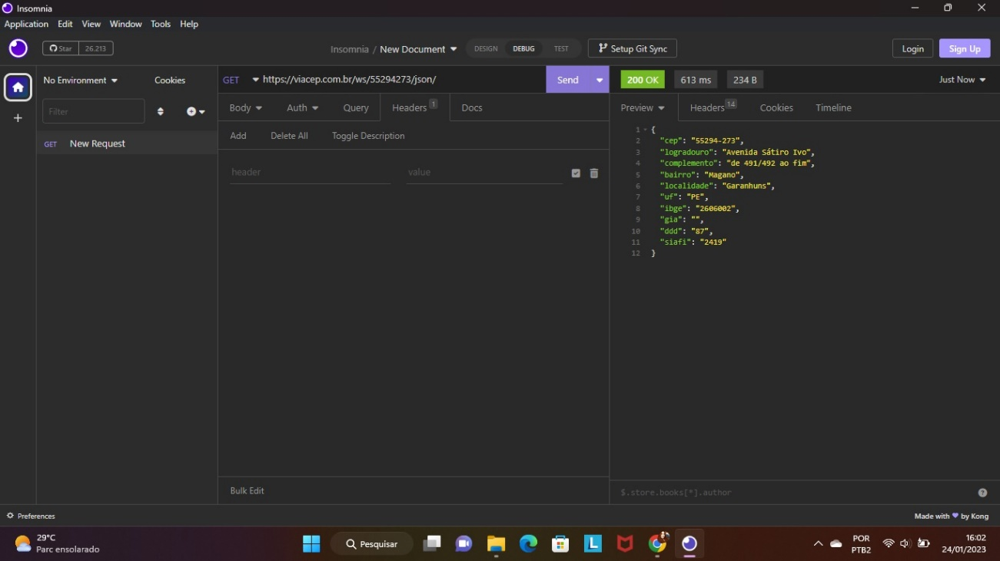 Insomnia
Application Edit View Window Tools Help
Star 26.213
Insomnia / New Document
DESIGN DEBUG TEST
Setup Git Sync
Login
Sign Up
No Environment
Cookies
GET https://viacep.com.br/ws/55294273/json/
Send
200 OK
613 ms
234 B
Just Now
Filter
Body Auth Query Headers 1 Docs
Preview Headers 14 Cookies Timeline
Add Delete All Toggle Description
GET New Request
header
value
1 {
2 "cep": "55294-273",
3 "logradouro": "Avenida Sátiro Ivo",
4 "complemento": "de 491/492 ao fim",
5 "bairro": "Magano",
6 "localidade": "Garanhuns",
7 "uf": "PE",
8 "ibge": "2606002",
9 "gia": "",
10 "ddd": "87",
11 "siafi": "2419"
12 }
Bulk Edit
$.store.books[*].author
Preferences
Made with ♥ by Kong
29°C
Parc ensolarado
Pesquisar
L
POR
PTB2
16:02
24/01/2023